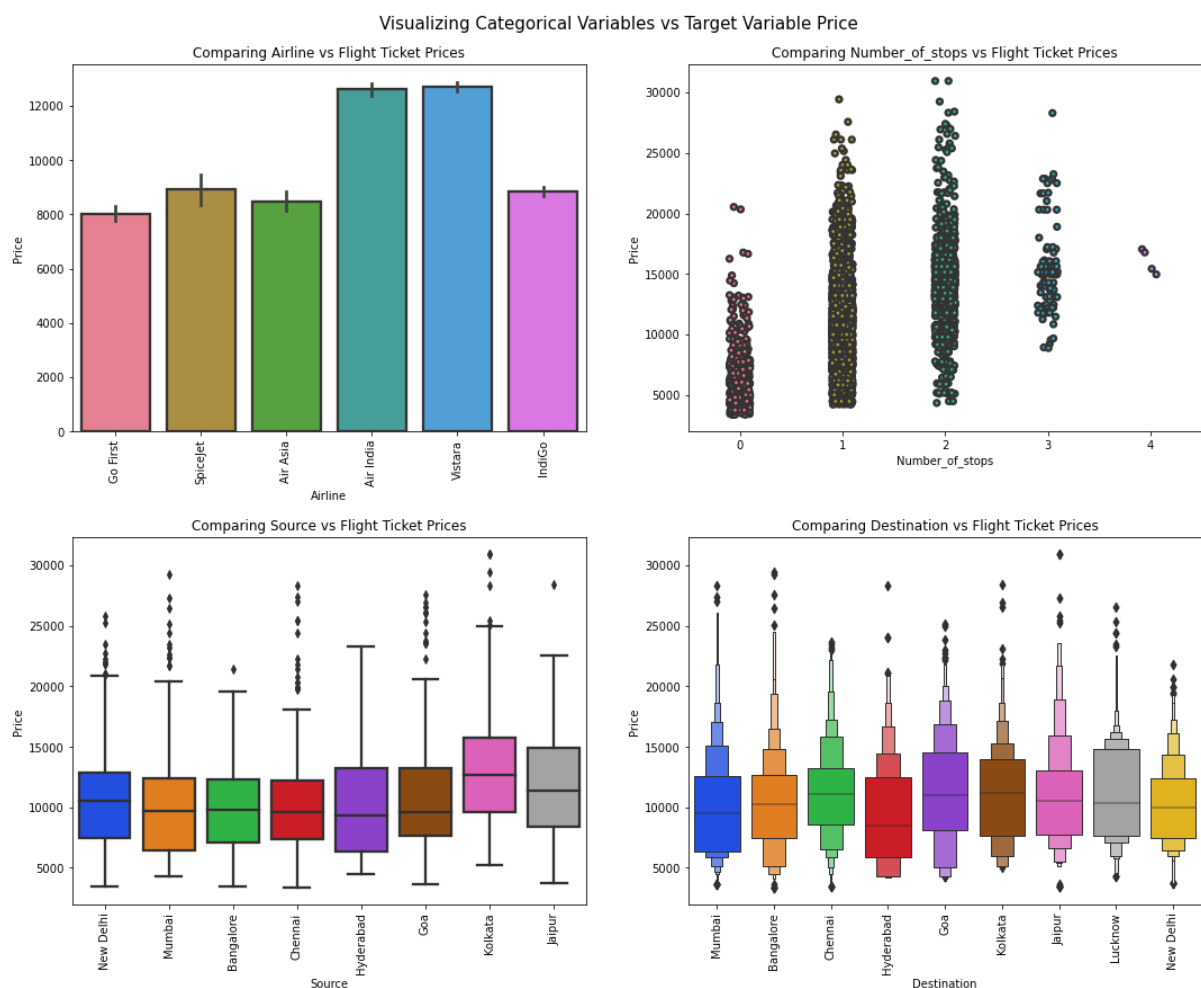 Visualizing Categorical Variables vs Target Variable Price
Comparing Airline vs Flight Ticket Prices
Price
12000
10000
8000
6000
4000
2000
0
Go First
SpiceJet
Air Asia
Air India
Vistara
IndiGo
Airline
Comparing Number_of_stops vs Flight Ticket Prices
Price
30000
25000
20000
15000
10000
5000
0
1
2
3
4
Number_of_stops
Comparing Source vs Flight Ticket Prices
Price
30000
25000
20000
15000
10000
5000
New Delhi
Mumbai
Bangalore
Chennai
Hyderabad
Goa
Kolkata
Jaipur
Source
Comparing Destination vs Flight Ticket Prices
Price
30000
25000
20000
15000
10000
5000
Mumbai
Bangalore
Chennai
Hyderabad
Goa
Kolkata
Jaipur
Lucknow
New Delhi
Destination